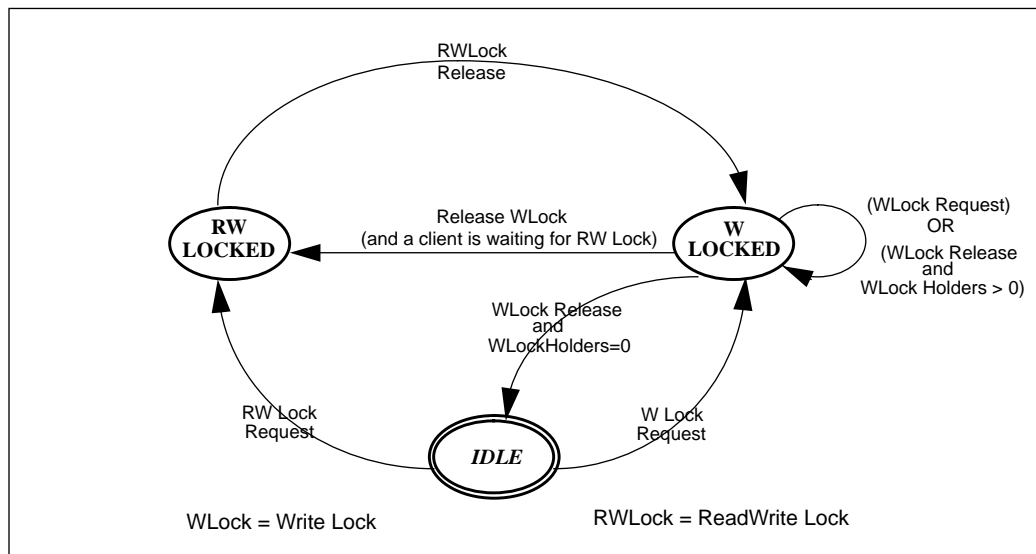 RWLock
Release
RW
LOCKED
Release WLock
(and a client is waiting for RW Lock)
W
LOCKED
(WLock Request)
OR
(WLock Release
and
WLock Holders > 0)
WLock Release
and
WLockHolders=0
RW Lock
Request
W Lock
Request
IDLE
WLock = Write Lock
RWLock = ReadWrite Lock